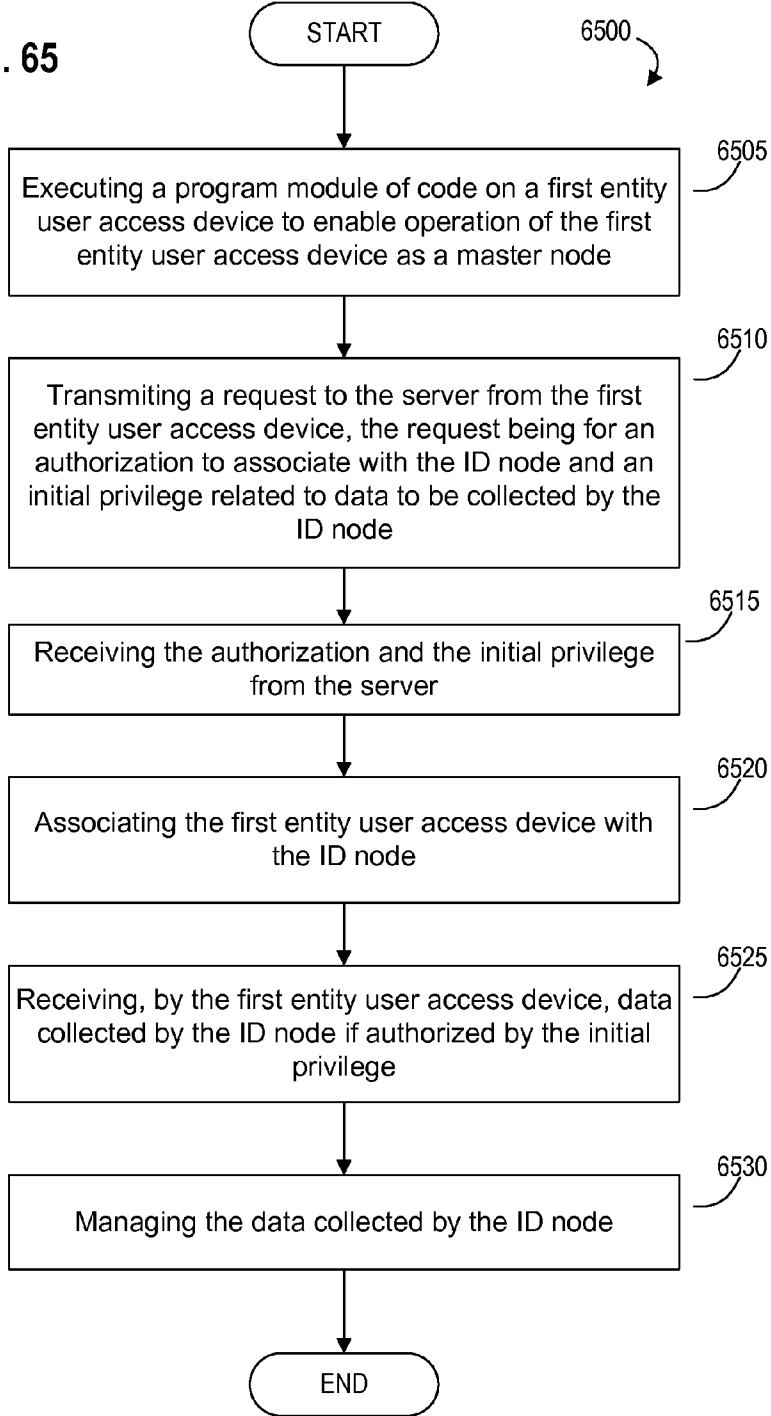 START
6500
. 65
6505
Executing a program module of code on a first entity
user access device to enable operation of the first
entity user access device as a master node
6510
Transmiting a request to the server from the first
entity user access device, the request being for an
authorization to associate with the ID node and an
initial privilege related to data to be collected by the
ID node
6515
Receiving the authorization and the initial privilege
from the server
6520
Associating the first entity user access device with
the ID node
6525
Receiving, by the first entity user access device, data
collected by the ID node if authorized by the initial
privilege
6530
Managing the data collected by the ID node
END